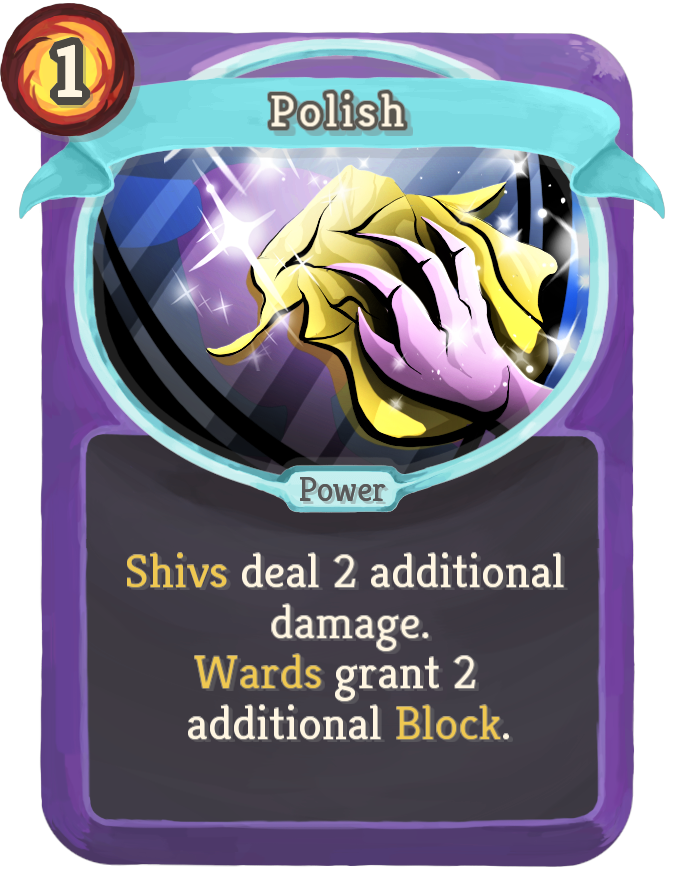 1
Polish
Power
Shivs deal 2 additional
damage.
Wards grant 2
additional Block.